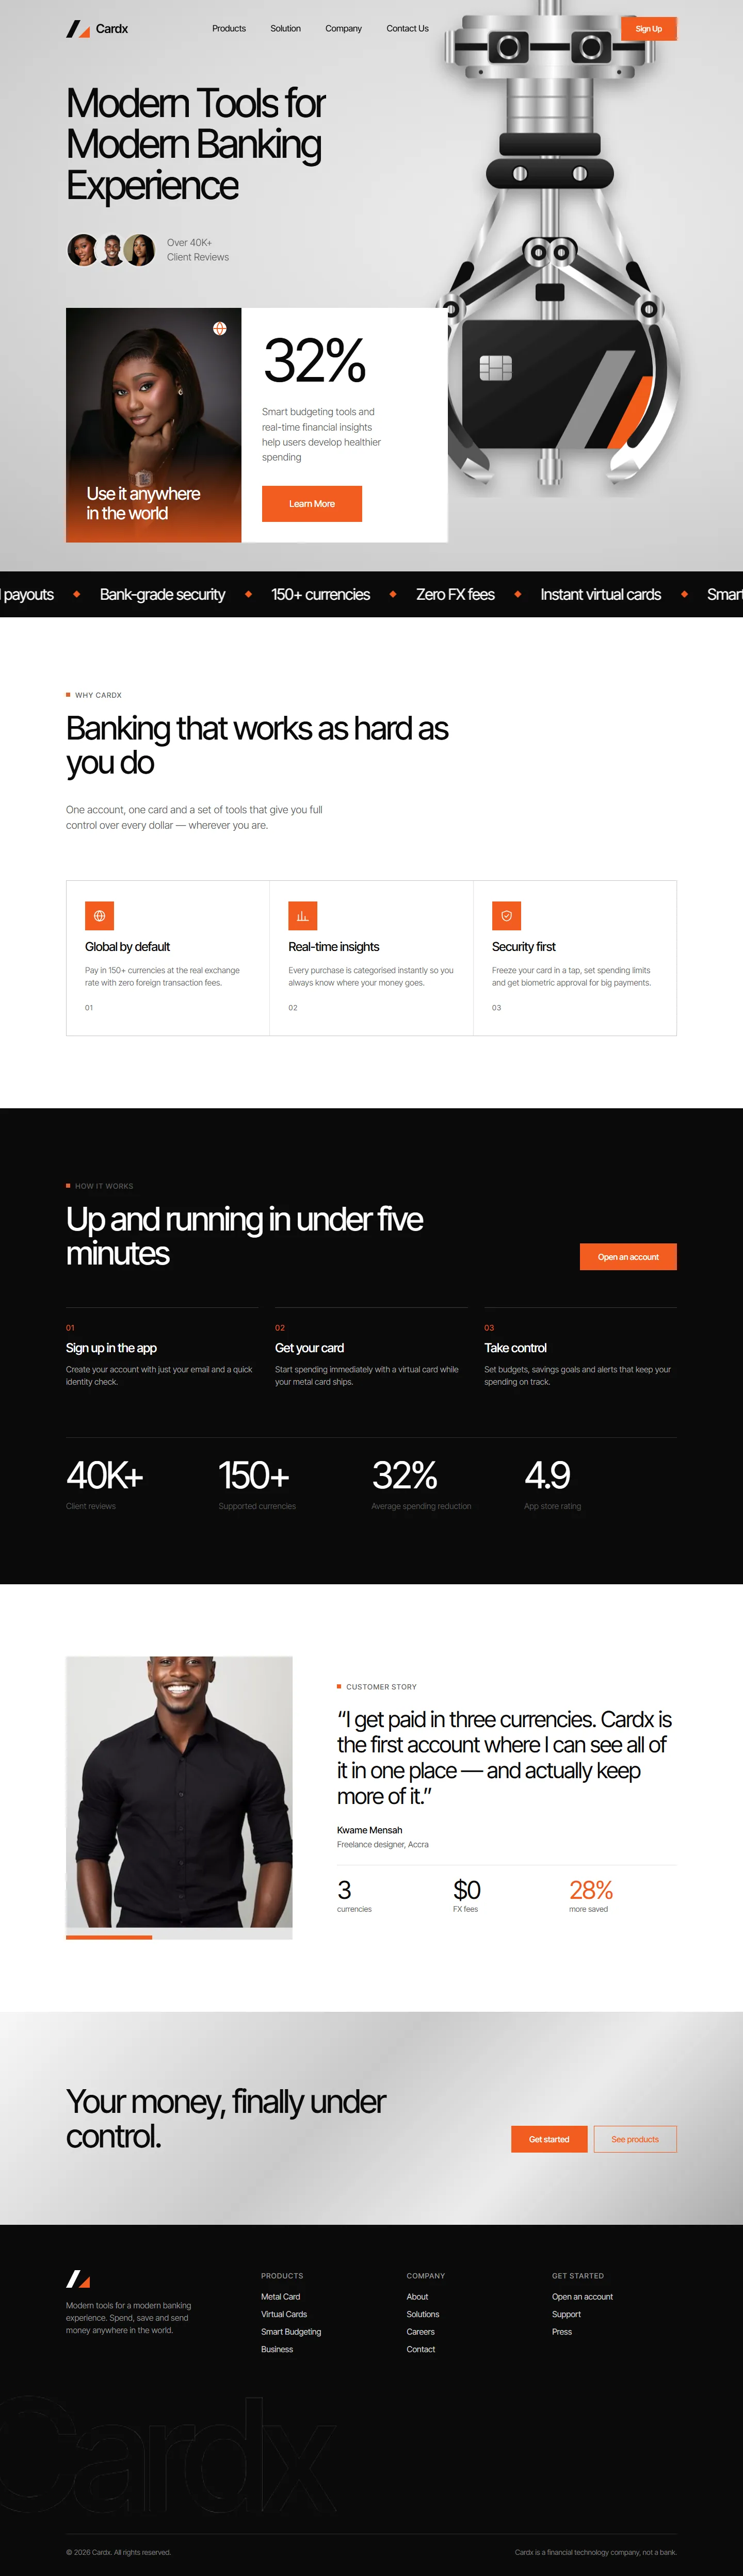 Cardx
Products
Solution
Company
Contact Us
Sign Up
Modern Tools for
Modern Banking
Experience
Over 40K+
Client Reviews
Use it anywhere
in the world
32%
Smart budgeting tools and
real-time financial insights
help users develop healthier
spending
Learn More
payouts
Bank-grade security
150+ currencies
Zero FX fees
Instant virtual cards
Smart
WHY CARDX
Banking that works as hard as
you do
One account, one card and a set of tools that give you full
control over every dollar — wherever you are.
Global by default
Pay in 150+ currencies at the real exchange
rate with zero foreign transaction fees.
01
Real-time insights
Every purchase is categorised instantly so you
always know where your money goes.
02
Security first
Freeze your card in a tap, set spending limits
and get biometric approval for big payments.
03
HOW IT WORKS
Up and running in under five
minutes
Open an account
01
Sign up in the app
Create your account with just your email and a quick
identity check.
02
Get your card
Start spending immediately with a virtual card while
your metal card ships.
03
Take control
Set budgets, savings goals and alerts that keep your
spending on track.
40K+
Client reviews
150+
Supported currencies
32%
Average spending reduction
4.9
App store rating
CUSTOMER STORY
“I get paid in three currencies. Cardx is
the first account where I can see all of
it in one place — and actually keep
more of it.”
Kwame Mensah
Freelance designer, Accra
3
currencies
$0
FX fees
28%
more saved
Your money, finally under
control.
Get started
See products
Modern tools for a modern banking
experience. Spend, save and send
money anywhere in the world.
PRODUCTS
Metal Card
Virtual Cards
Smart Budgeting
Business
COMPANY
About
Solutions
Careers
Contact
GET STARTED
Open an account
Support
Press
Cardx
© 2026 Cardx. All rights reserved.
Cardx is a financial technology company, not a bank.